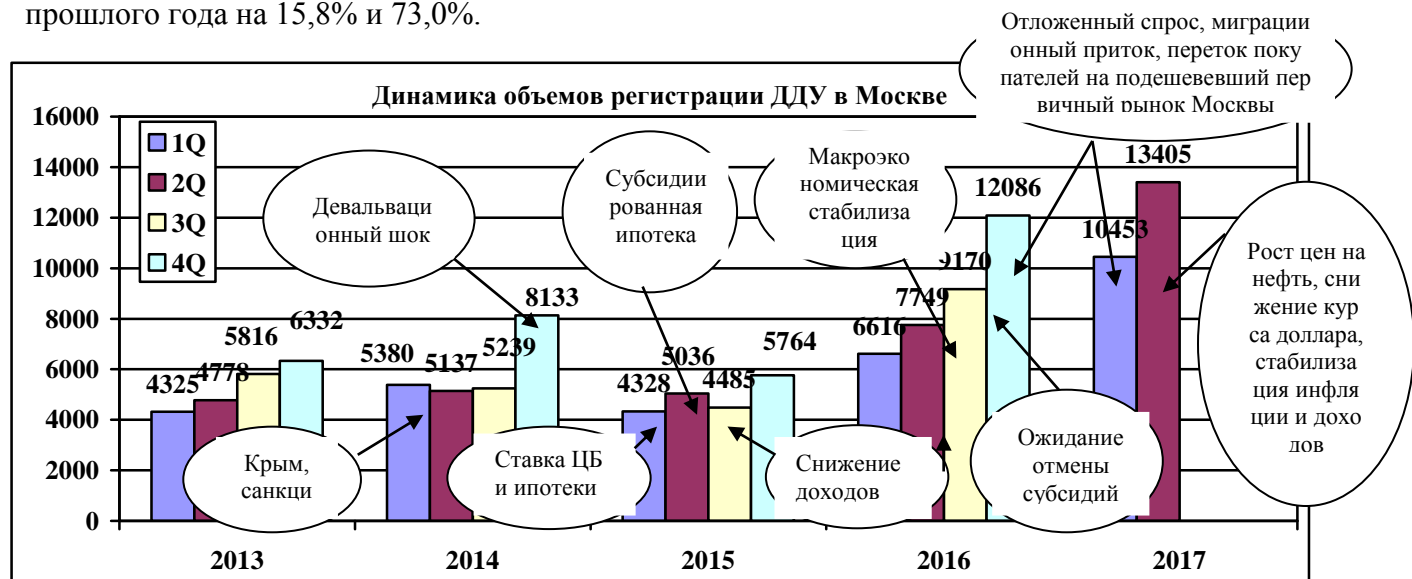 прошлого года на 15,8% и 73,0%.
Отложенный спрос, миграци
онный приток, переток поку
пателей на подешевевший пер
вичный рынок Москвы
Динамика объемов регистрации ДДУ в Москве
16000
14000
12000
10000
8000
6000
4000
2000
0
1Q
2Q
3Q
4Q
Девальваци
онный шок
Субсидии
рованная
ипотека
Макроэко
номическая
стабилиза
ция
Рост цен на
нефть, сни
жение кур
са доллара,
стабилиза
ция инфля
ции и дохо
дов
4325
4778
5816
6332
5380
5137
5239
8133
4328
5036
4485
5764
6616
7749
9170
12086
10453
13405
Крым,
санкци
Ставка ЦБ
и ипотеки
Снижение
доходов
Ожидание
отмены
субсидий
2013
2014
2015
2016
2017